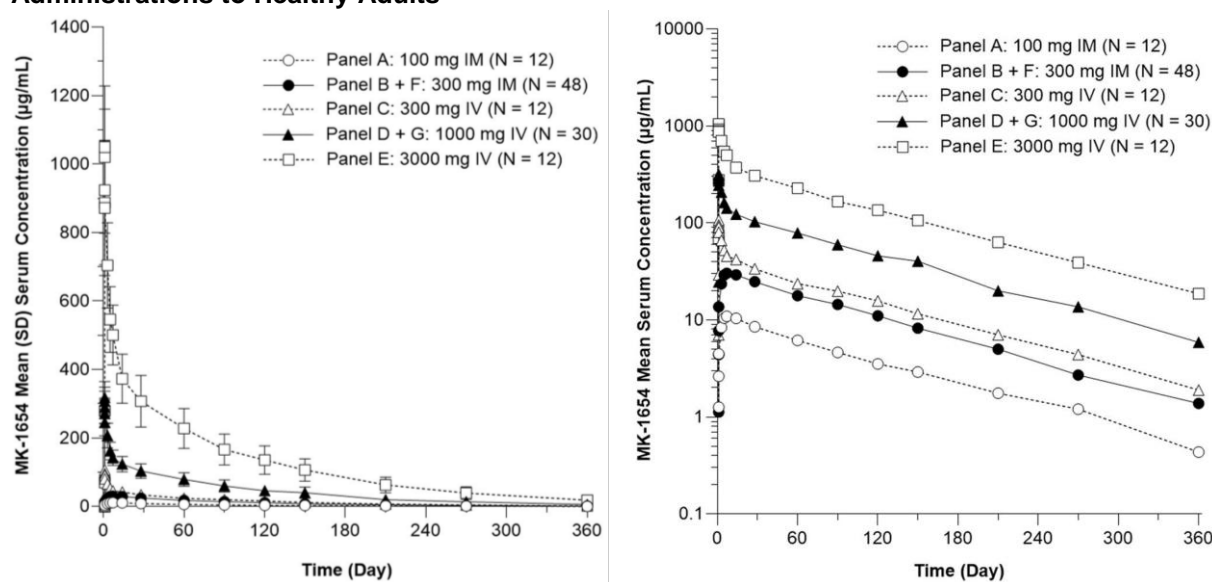 Administrations to Healthy Adults
MK-1654 Mean (SD) Serum Concentration (µg/mL)
1400
1200
1000
800
600
400
200
0
Panel A: 100 mg IM (N = 12)
Panel B + F: 300 mg IM (N = 48)
Panel C: 300 mg IV (N = 12)
Panel D + G: 1000 mg IV (N = 30)
Panel E: 3000 mg IV (N = 12)
0 60 120 180 240 300 360
Time (Day)
MK-1654 Mean Serum Concentration (µg/mL)
10000
1000
100
10
1
0.1
Panel A: 100 mg IM (N = 12)
Panel B + F: 300 mg IM (N = 48)
Panel C: 300 mg IV (N = 12)
Panel D + G: 1000 mg IV (N = 30)
Panel E: 3000 mg IV (N = 12)
0 60 120 180 240 300 360
Time (Day)